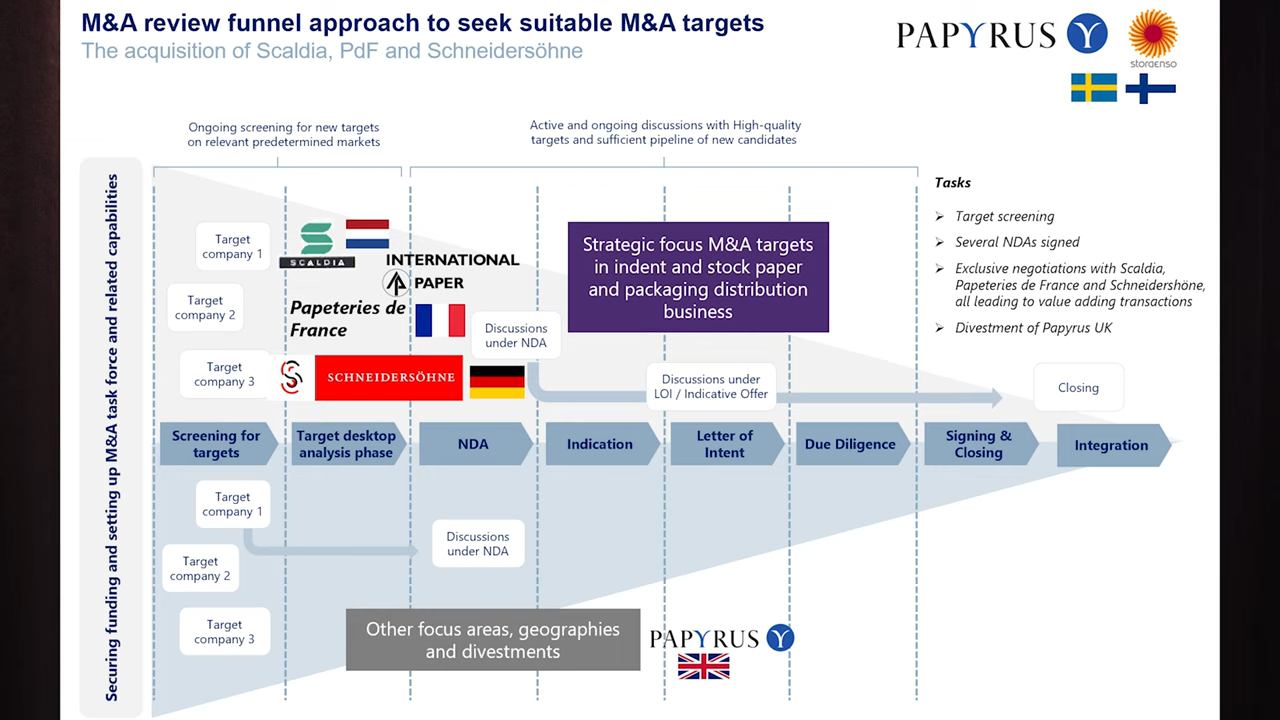 M&A review funnel approach to seek suitable M&A targets
The acquisition of Scaldia, PdF and Schneidersöhne
PAPYRUS
storaenso
Ongoing screening for new targets
on relevant predetermined markets
Active and ongoing discussions with High-quality
targets and sufficient pipeline of new candidates
Securing funding and setting up M&A task force and related capabilities
Target
company 1
SCALDIA
INTERNATIONAL
PAPER
Target
company 2
Papeteries de
France
Discussions
under NDA
Strategic focus M&A targets
in indent and stock paper
and packaging distribution
business
Target
company 3
SCHNEIDERSÖHNE
Discussions under
LOI / Indicative Offer
Closing
Tasks
Target screening
Several NDAs signed
Exclusive negotiations with Scaldia,
Papeteries de France and Schneidershöne,
all leading to value adding transactions
Divestment of Papyrus UK
Screening for
targets
Target desktop
analysis phase
NDA
Indication
Letter of
Intent
Due Diligence
Signing &
Closing
Integration
Target
company 1
Discussions
under NDA
Target
company 2
Target
company 3
Other focus areas, geographies
and divestments
PAPYRUS